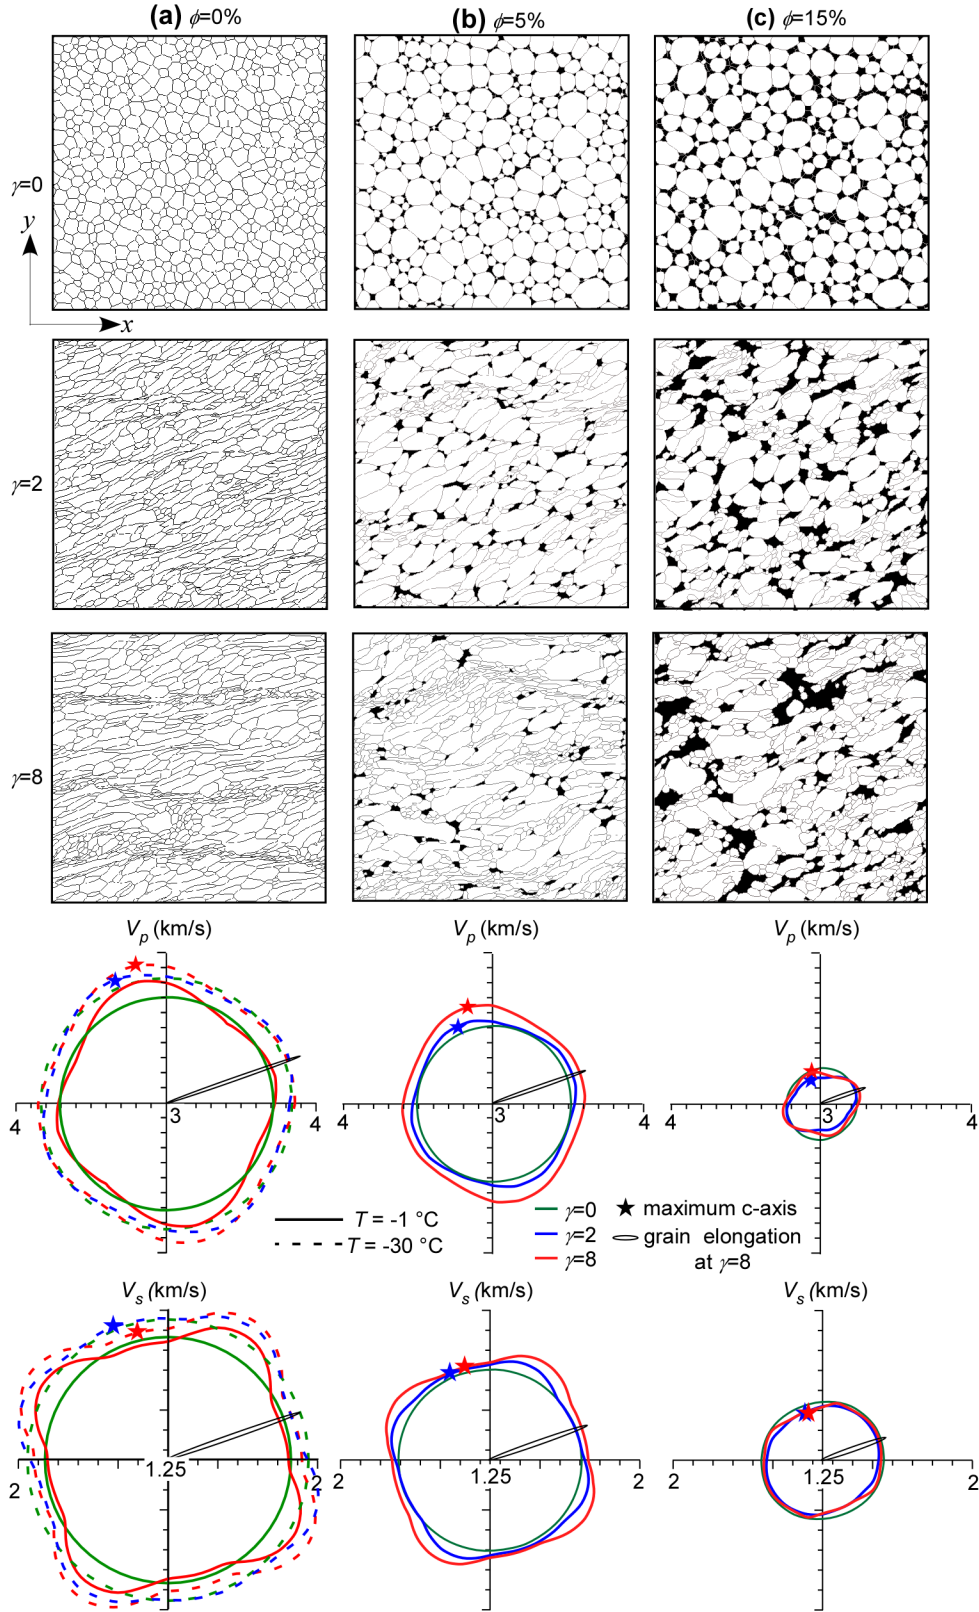 (a) ϕ=0% (b) ϕ=5% (c) ϕ=15%
γ=0
y
x
γ=2
γ=8
Vp (km/s) Vp (km/s) Vp (km/s)
4 3 4 4 3 4 4 3 4
T = -1 °C
T = -30 °C
γ=0
γ=2
γ=8
maximum c-axis
grain elongation
at γ=8
Vs (km/s) Vs (km/s) Vs (km/s)
2 1.25 2 2 1.25 2 2 1.25 2